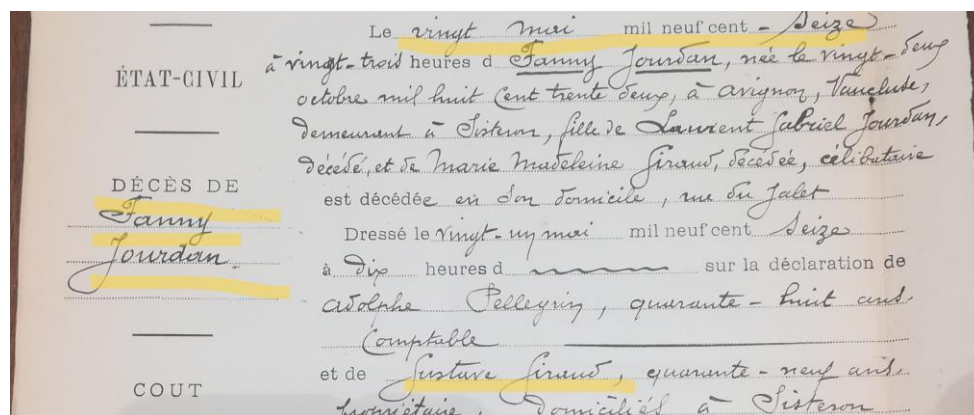 Le vingt mai mil neuf cent - Seize
ÉTAT-CIVIL
à vingt-trois heures d Fanny Jourdan, née le vingt-deux
octobre mil huit Cent trente deux, à avignon, Vaucluse,
demeurant à Sisteron, fille de Laurent Gabriel Jourdan,
décédé, et de Marie Madeleine Giraud, décédée, célibataire
est décédée en son domicile, rue du Jalet
DÉCÈS DE
Fanny
Jourdan
Dressé le vingt-un mai mil neuf cent Seize
à Dix heures d sur la déclaration de
adolphe Pellegrin, quarante-huit ans.
Comptable
et de Gustave Giraud, quarante-neuf ans.
COUT
propriétaire, Domiciliés à Sisteron